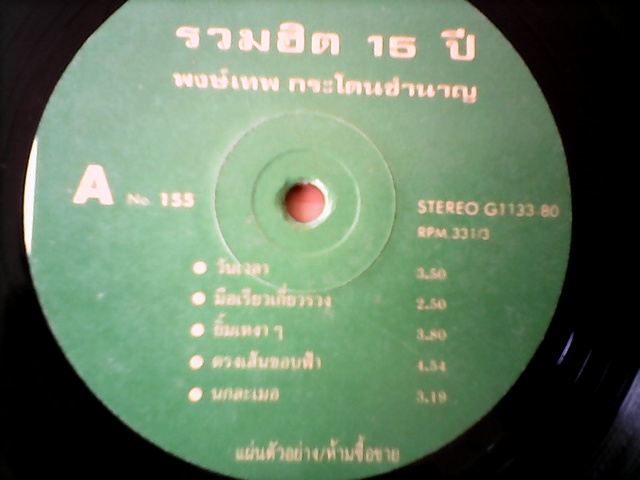 รวมฮิต 15 ปี
พงษ์เทพ กระโดนชำนาญ
A No. 155
STEREO G1133-80
RPM 331/3
วันเวลา 3.50
มือเรียวเกี่ยวรวง 2.50
ยิ้มเหงา ๆ 3.80
ตรงเส้นขอบฟ้า 4.54
นกละเมอ 3.19
แผ่นตัวอย่าง/ห้ามซื้อขาย